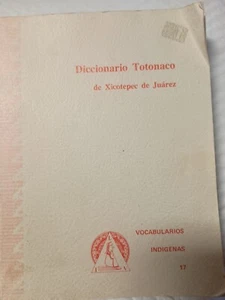 Diccionario Totonaco
de Xicotepec de Juárez
VOCABULARIOS
INDIGENAS
17